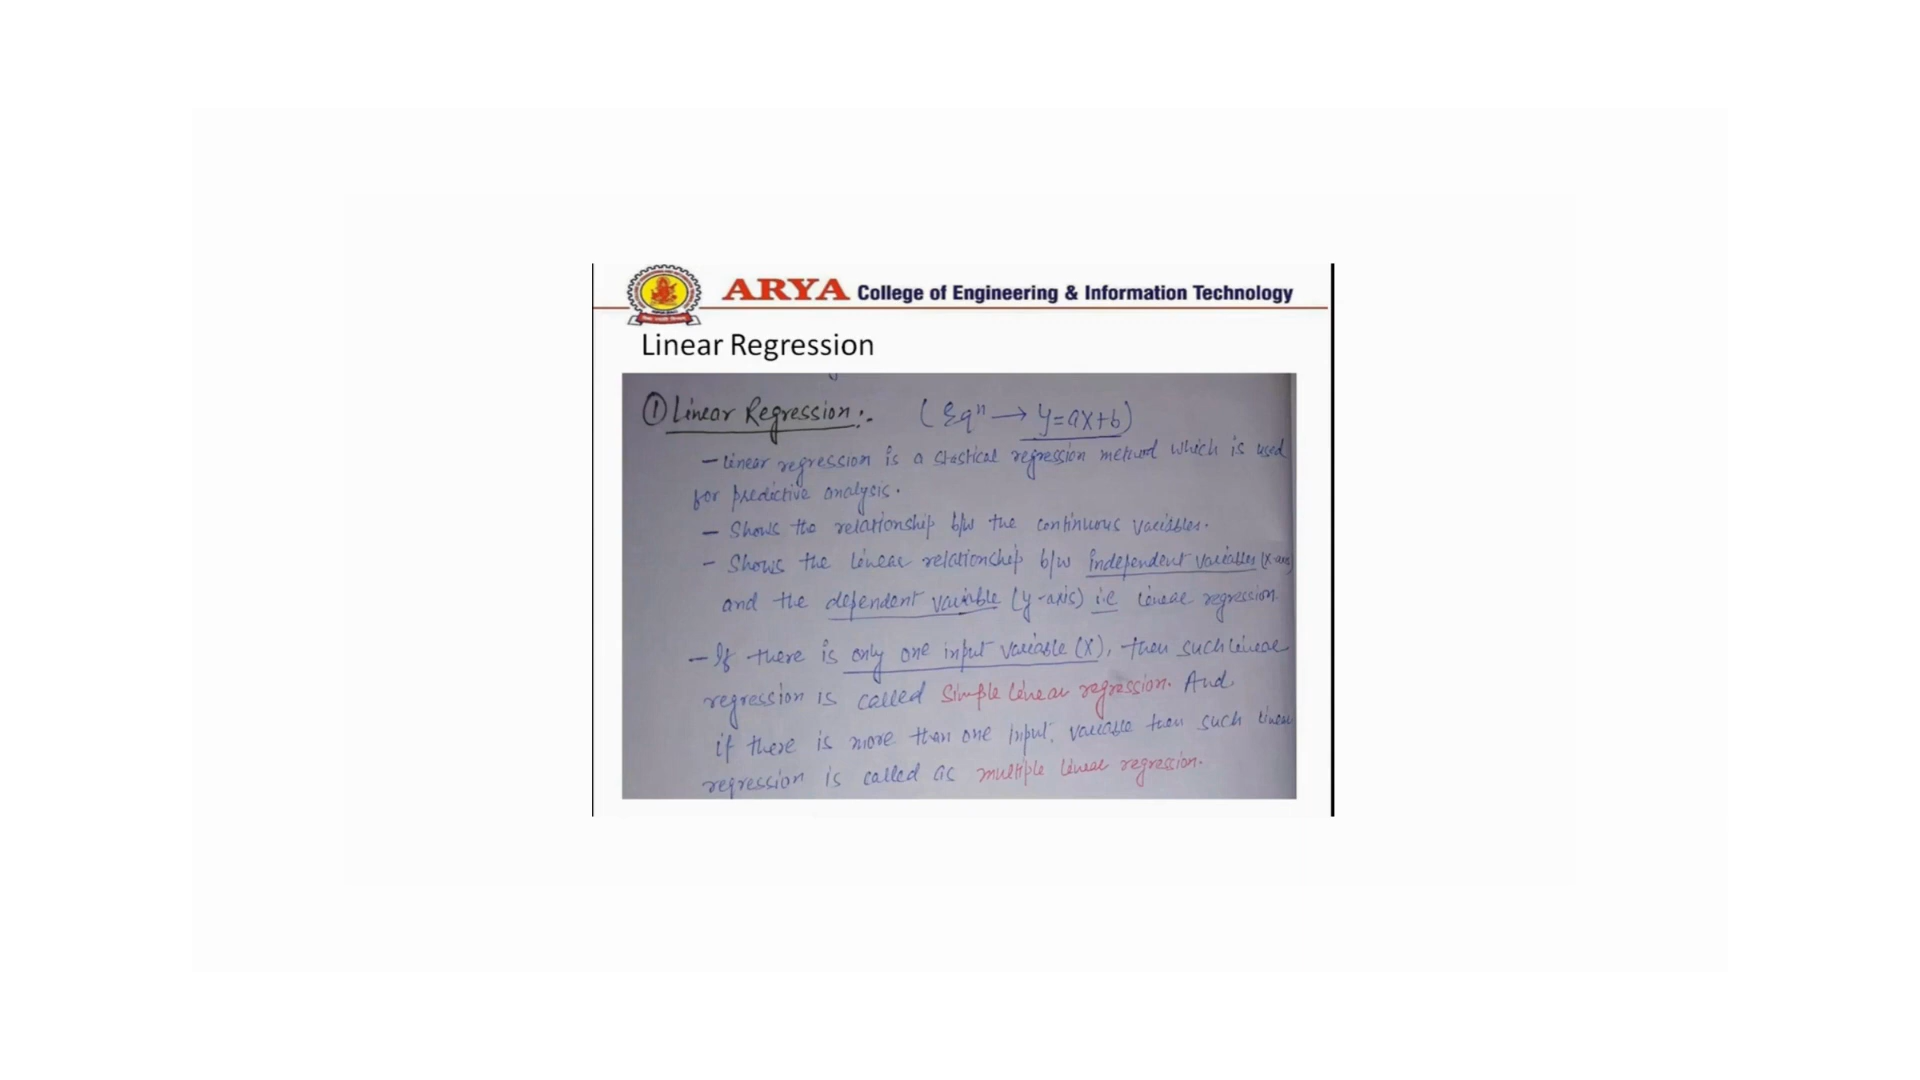 ARYA College of Engineering & Information Technology
Linear Regression
① Linear Regression :-  (Eqⁿ → y=ax+b)
- Linear regression is a stastical regression method which is used
for predictive analysis.
- Shows the relationship b/w the continuous variables.
- Shows the linear relationship b/w independent variables (x-axis)
and the dependent variable (y-axis) i.e linear regression.
- If there is only one input variable (x), then such linear
regression is called simple linear regression. And
if there is more than one input variable then such linear
regression is called as multiple linear regression.